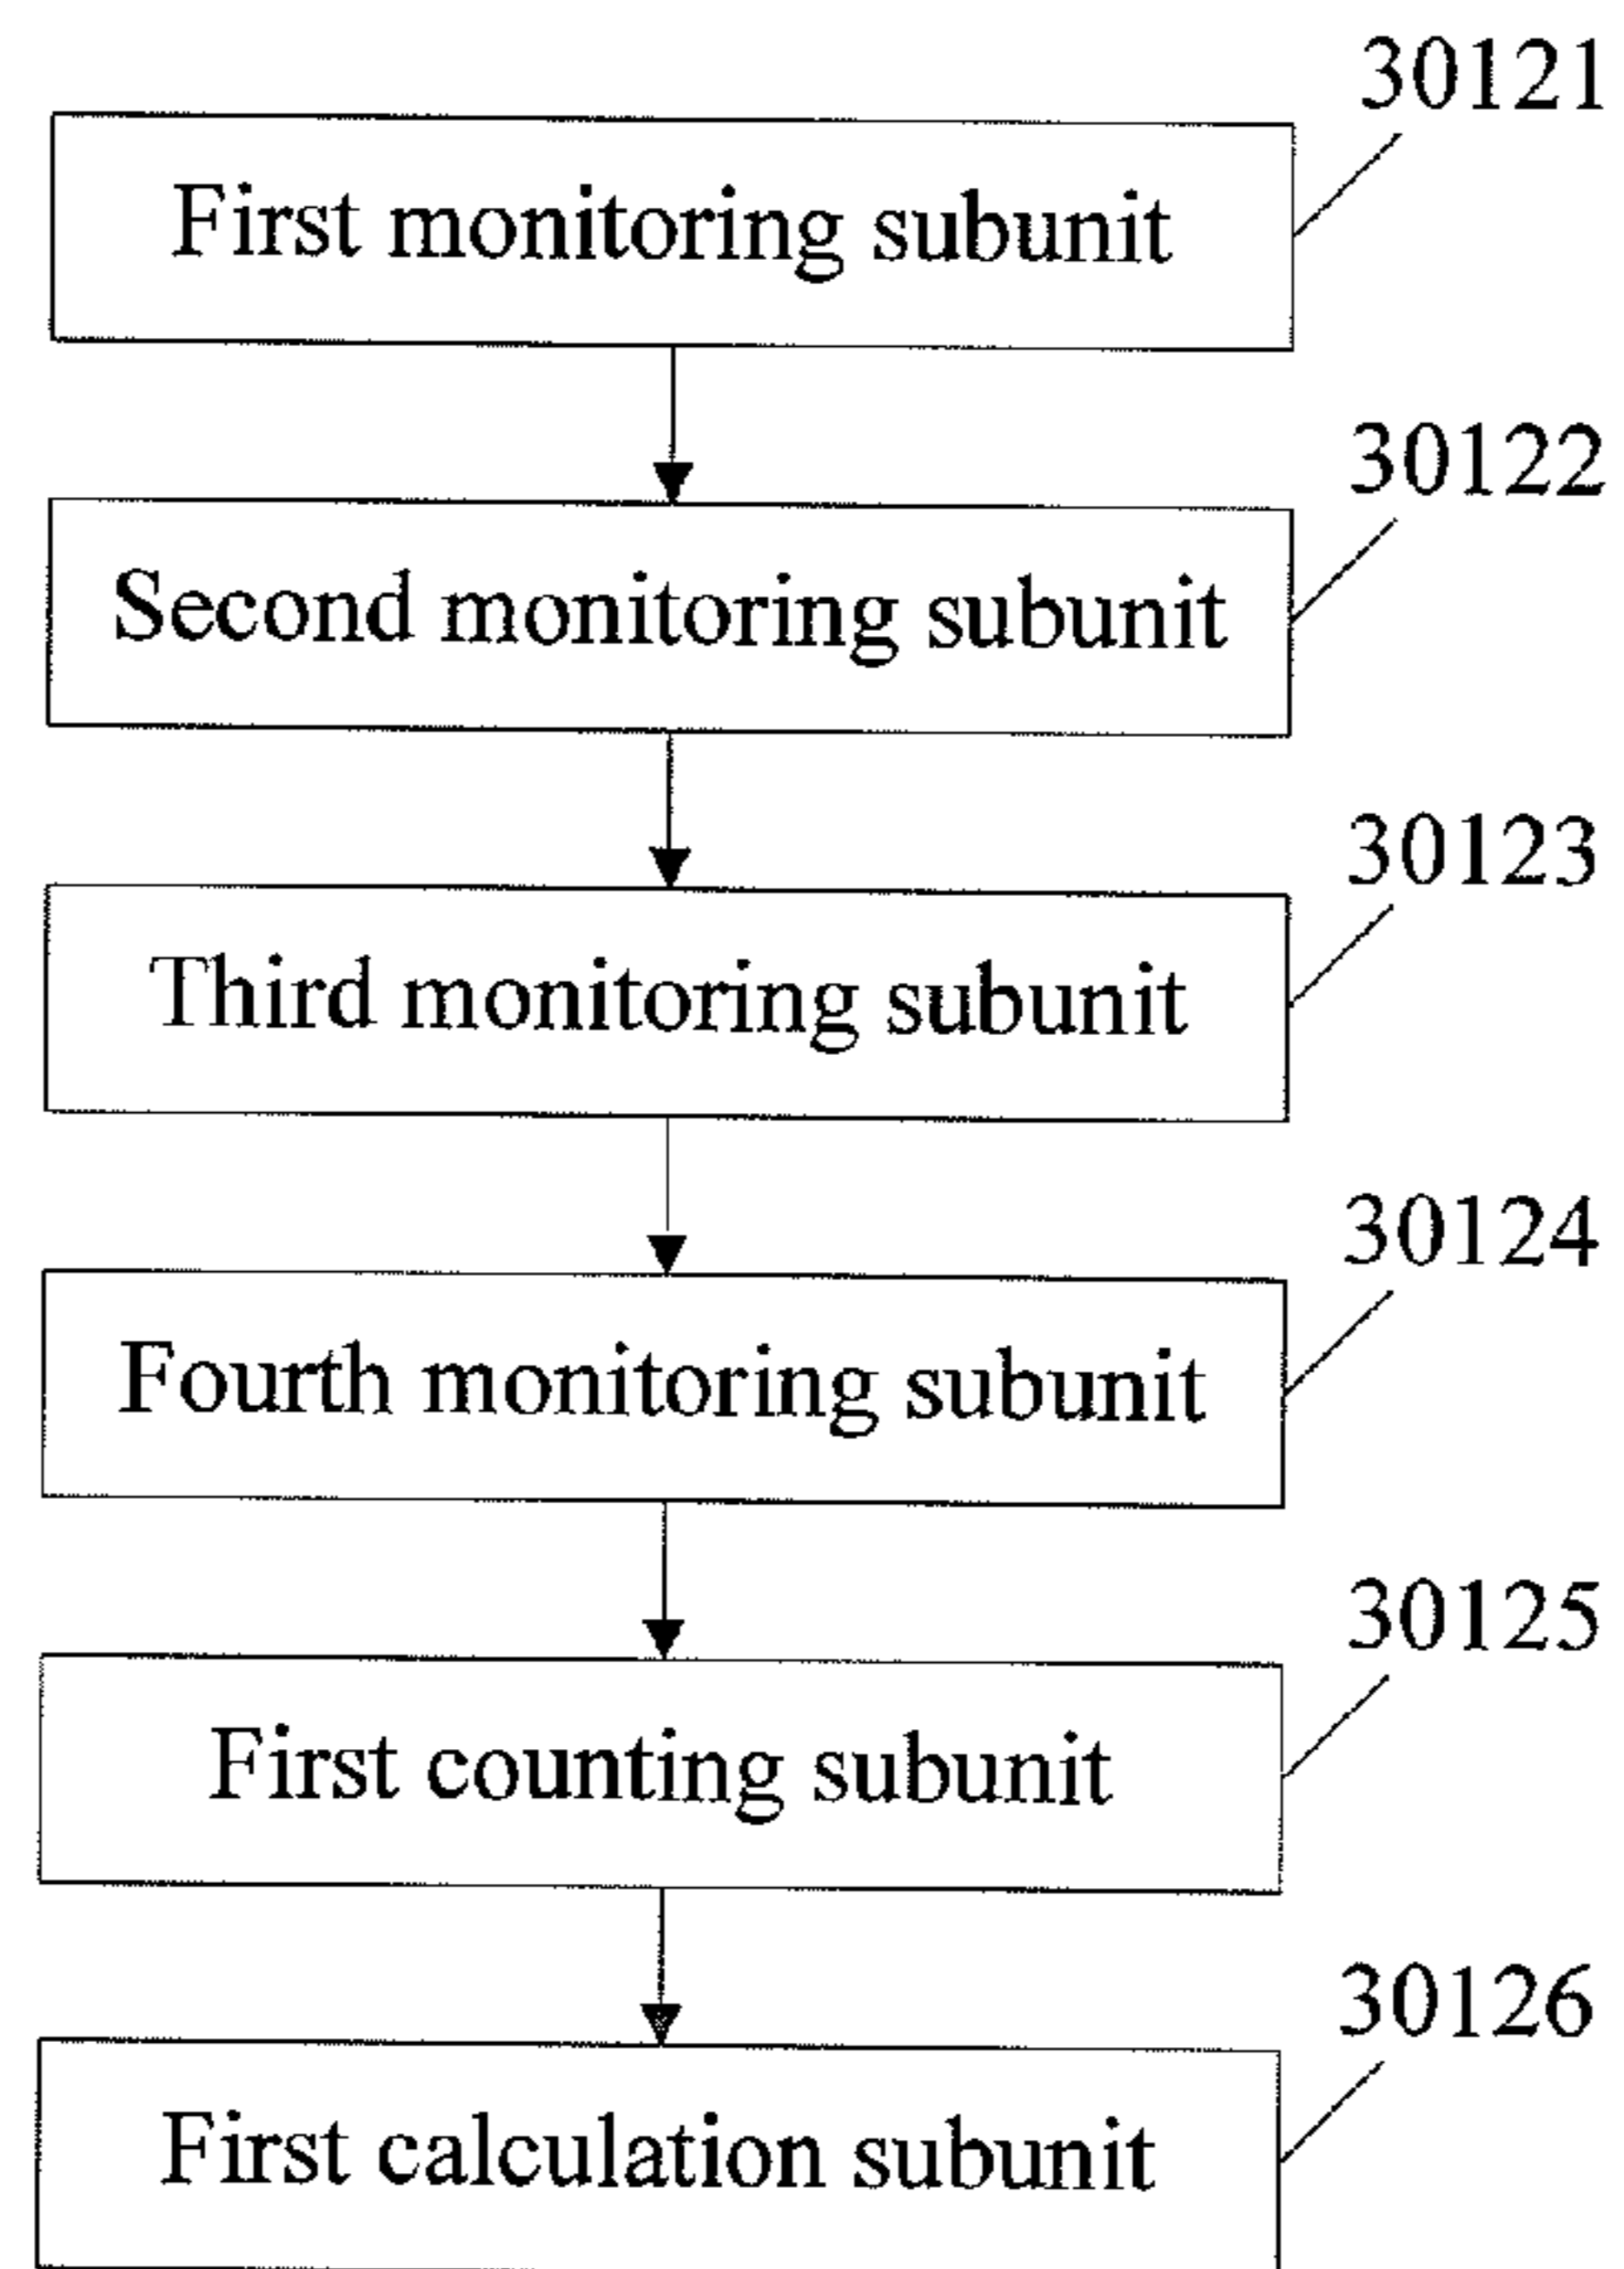 30121
First monitoring subunit
30122
Second monitoring subunit
30123
Third monitoring subunit
30124
Fourth monitoring subunit
30125
First counting subunit
30126
First calculation subunit